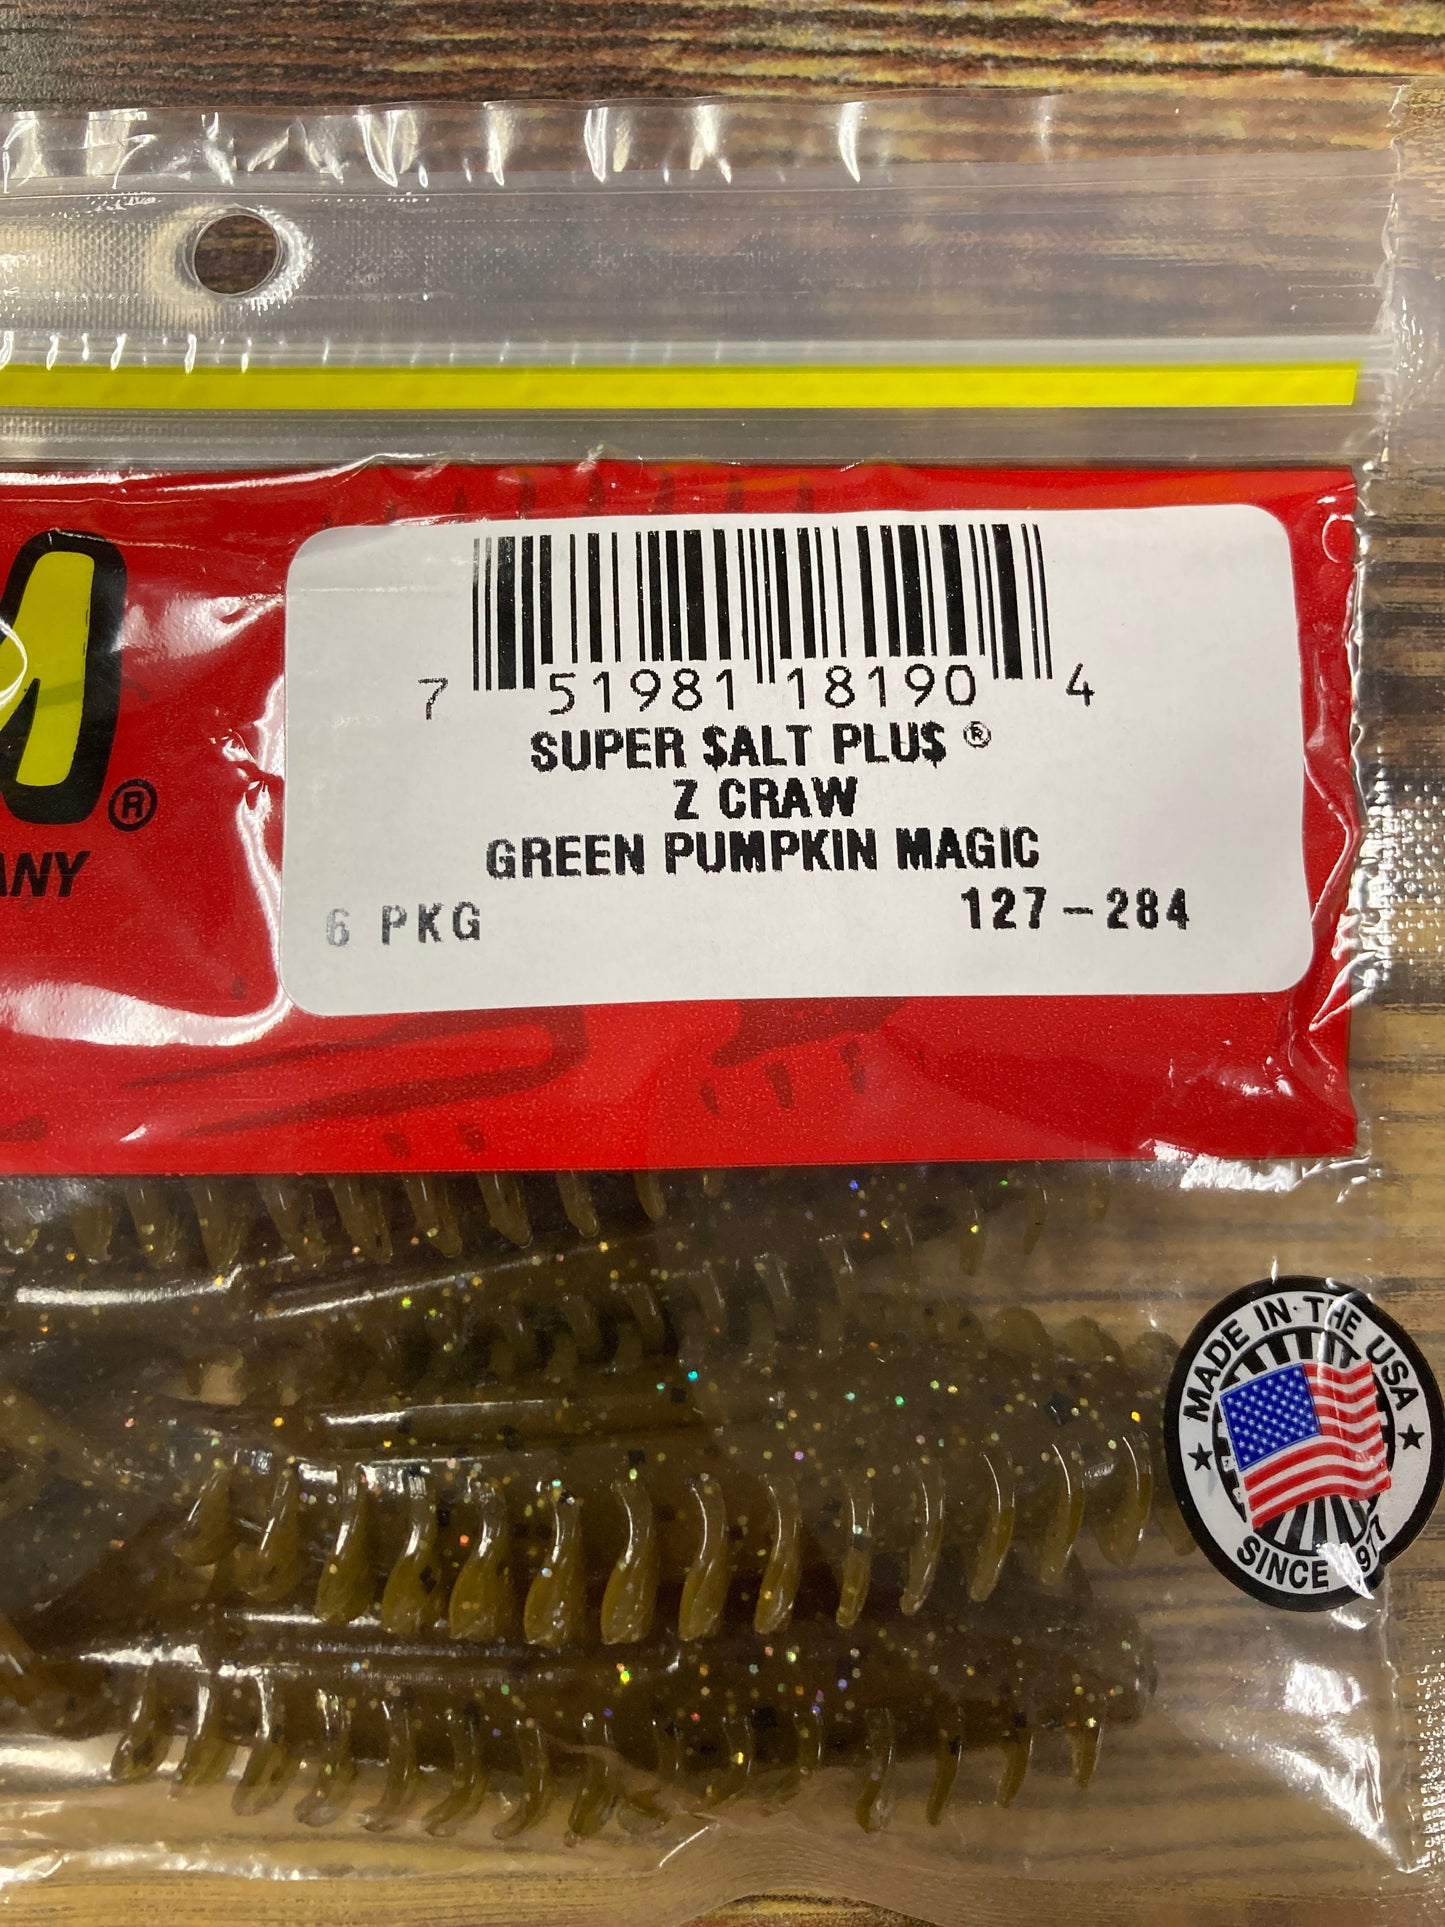 M®
ANY
7 51981 18190 4
SUPER $ALT PLU$ ®
Z CRAW
GREEN PUMPKIN MAGIC
6 PKG 127-284
MADE IN THE USA
SINCE 1977